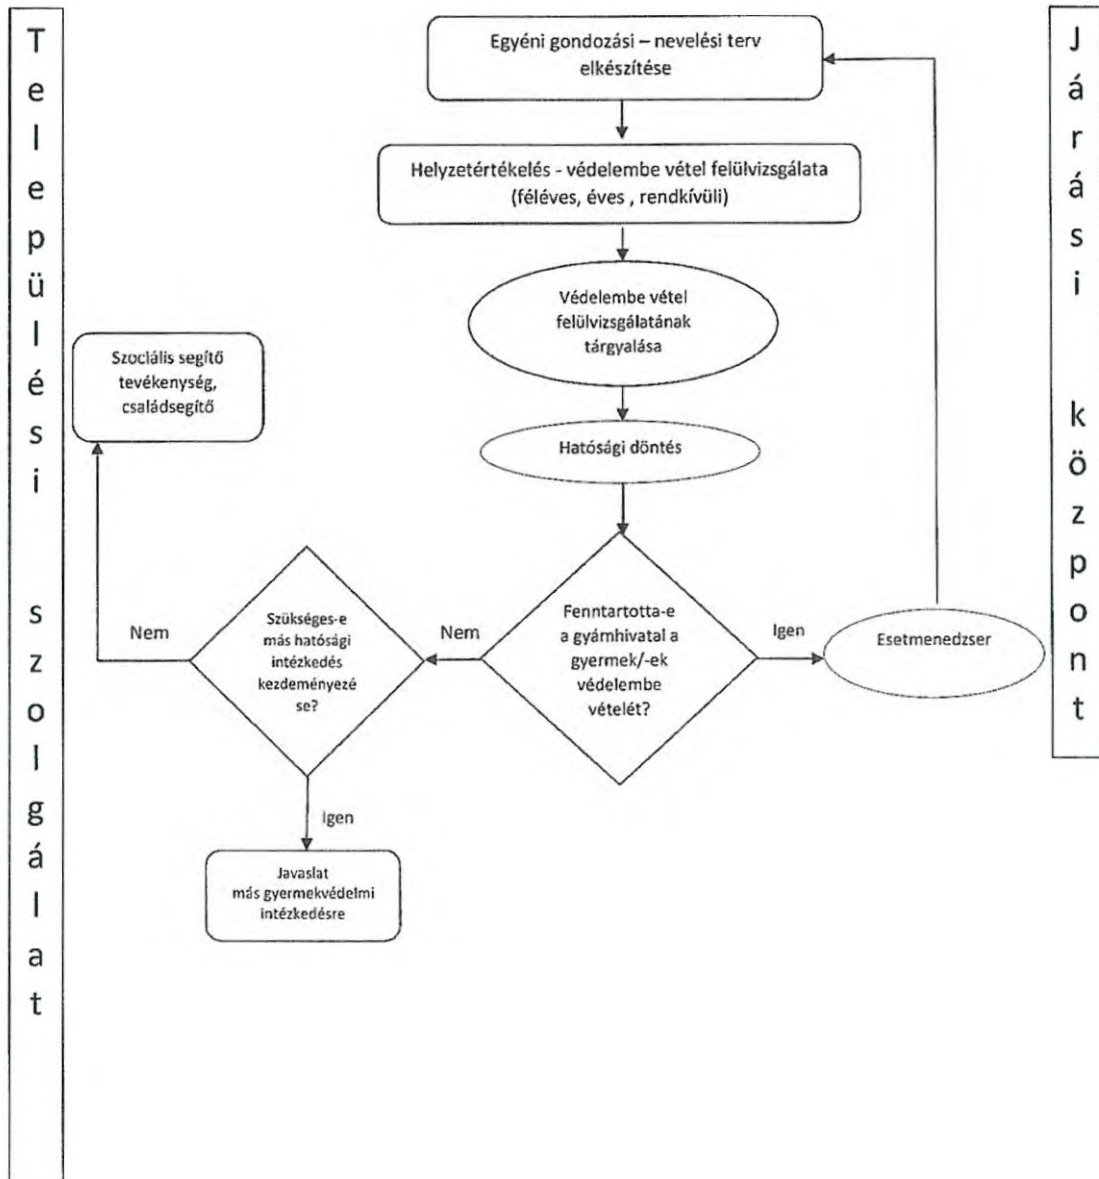 Települési szolgálat
Járási központ
Egyéni gondozási – nevelési terv
elkészítése
Helyzetértékelés - védelembe vétel felülvizsgálata
(féléves, éves , rendkívüli)
Védelembe vétel
felülvizsgálatának
tárgyalása
Szociális segítő
tevékenység,
családsegítő
Hatósági döntés
Szükséges-e
más hatósági
intézkedés
kezdeményezé
se?
Nem
Nem
Fenntartotta-e
a gyámhivatal a
gyermek/-ek
védelembe
vételét?
Igen
Esetmenedzser
Igen
Javaslat
más gyermekvédelmi
intézkedésre